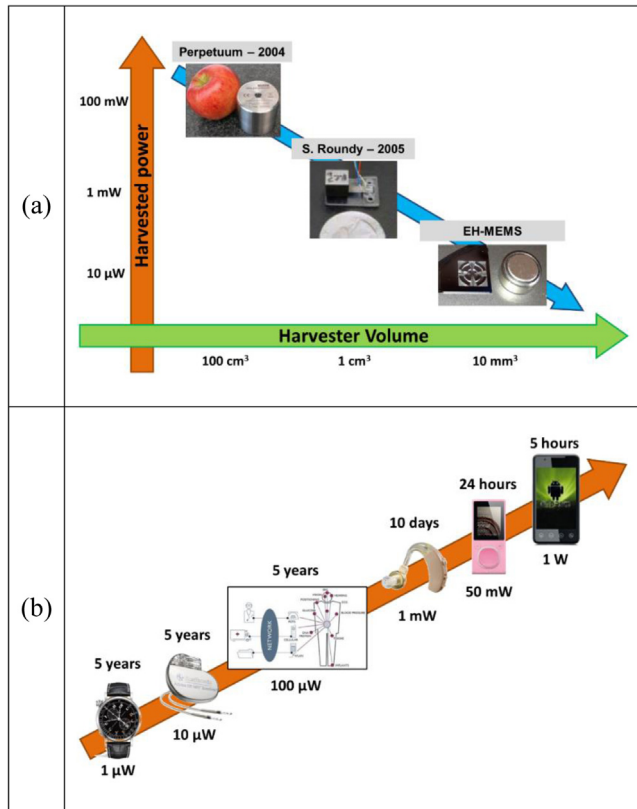 (a)
Perpetuum – 2004
100 mW
S. Roundy – 2005
1 mW
EH-MEMS
10 µW
Harvested power
Harvester Volume
100 cm³
1 cm³
10 mm³
(b)
5 hours
24 hours
10 days
1 W
5 years
50 mW
1 mW
NETWORK
5 years
100 µW
5 years
10 µW
1 µW